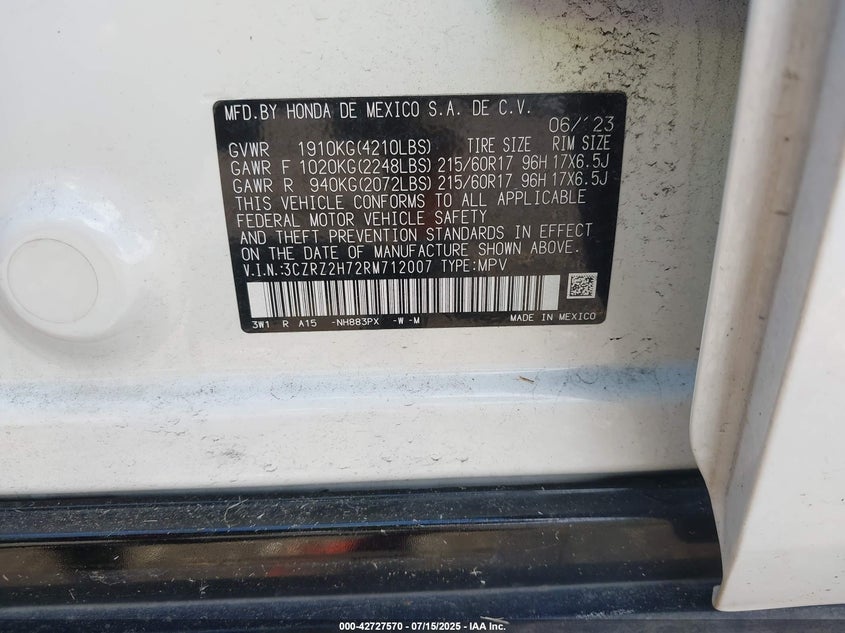 MFD.BY HONDA DE MEXICO S.A. DE C.V.
06/'23
GVWR 1910KG(4210LBS) TIRE SIZE RIM SIZE
GAWR F 1020KG(2248LBS) 215/60R17 96H 17X6.5J
GAWR R 940KG(2072LBS) 215/60R17 96H 17X6.5J
THIS VEHICLE CONFORMS TO ALL APPLICABLE
FEDERAL MOTOR VEHICLE SAFETY
AND THEFT PREVENTION STANDARDS IN EFFECT
ON THE DATE OF MANUFACTURE SHOWN ABOVE.
V.I.N.:3CZRZ2H72RM712007 TYPE:MPV
3W1 R A15 -NH883PX -W -M MADE IN MEXICO
000-42727570 - 07/15/2025 - IAA Inc.